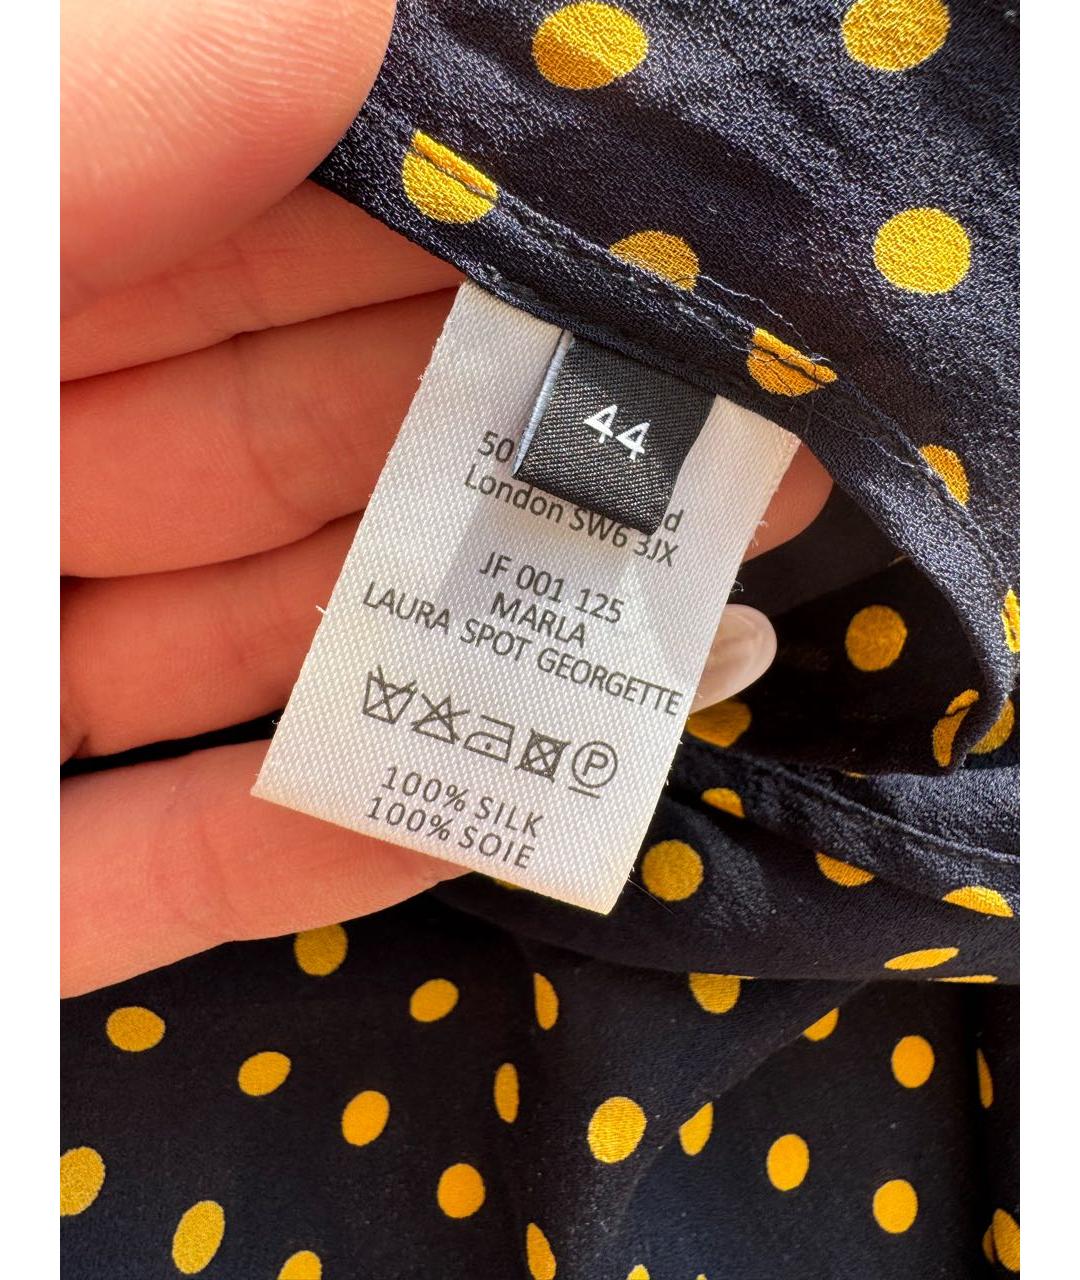 44
50
London SW6 3JX
JF 001 125
MARLA
LAURA SPOT GEORGETTE
P
100% SILK
100% SOIE